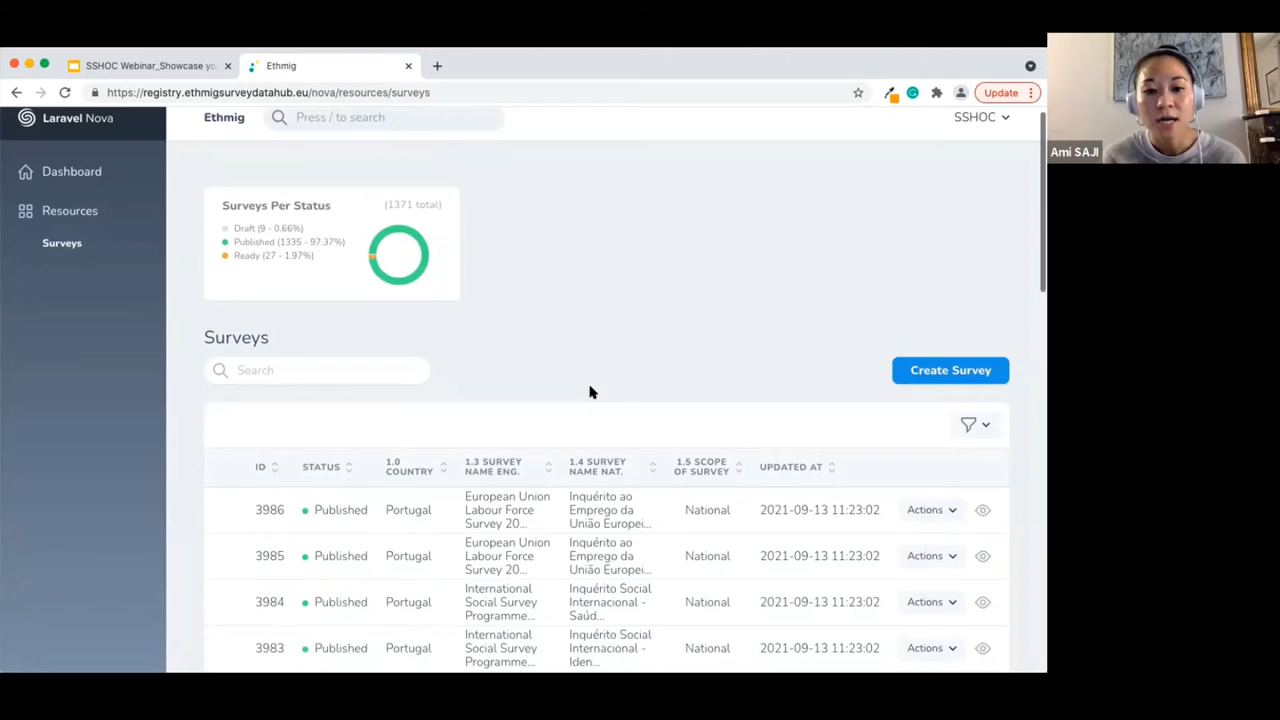 SSHOC Webinar_Showcase yo
Ethmig
https://registry.ethmigsurveydatahub.eu/nova/resources/surveys
Update
Ami SAJI
Laravel Nova
Ethmig
Press / to search
SSHOC
Dashboard
Resources
Surveys
Surveys Per Status
(1371 total)
Draft (9 - 0.66%)
Published (1335 - 97.37%)
Ready (27 - 1.97%)
Surveys
Search
Create Survey
ID
STATUS
1.0
COUNTRY
1.3 SURVEY
NAME ENG.
1.4 SURVEY
NAME NAT.
1.5 SCOPE
OF SURVEY
UPDATED AT
3986
Published
Portugal
European Union
Labour Force
Survey 20...
Inquérito ao
Emprego da
União Europei...
National
2021-09-13 11:23:02
Actions
3985
Published
Portugal
European Union
Labour Force
Survey 20...
Inquérito ao
Emprego da
União Europei...
National
2021-09-13 11:23:02
Actions
3984
Published
Portugal
International
Social Survey
Programme...
Inquérito Social
Internacional -
Saúd...
National
2021-09-13 11:23:02
Actions
3983
Published
Portugal
International
Social Survey
Programme...
Inquérito Social
Internacional -
Iden...
National
2021-09-13 11:23:02
Actions